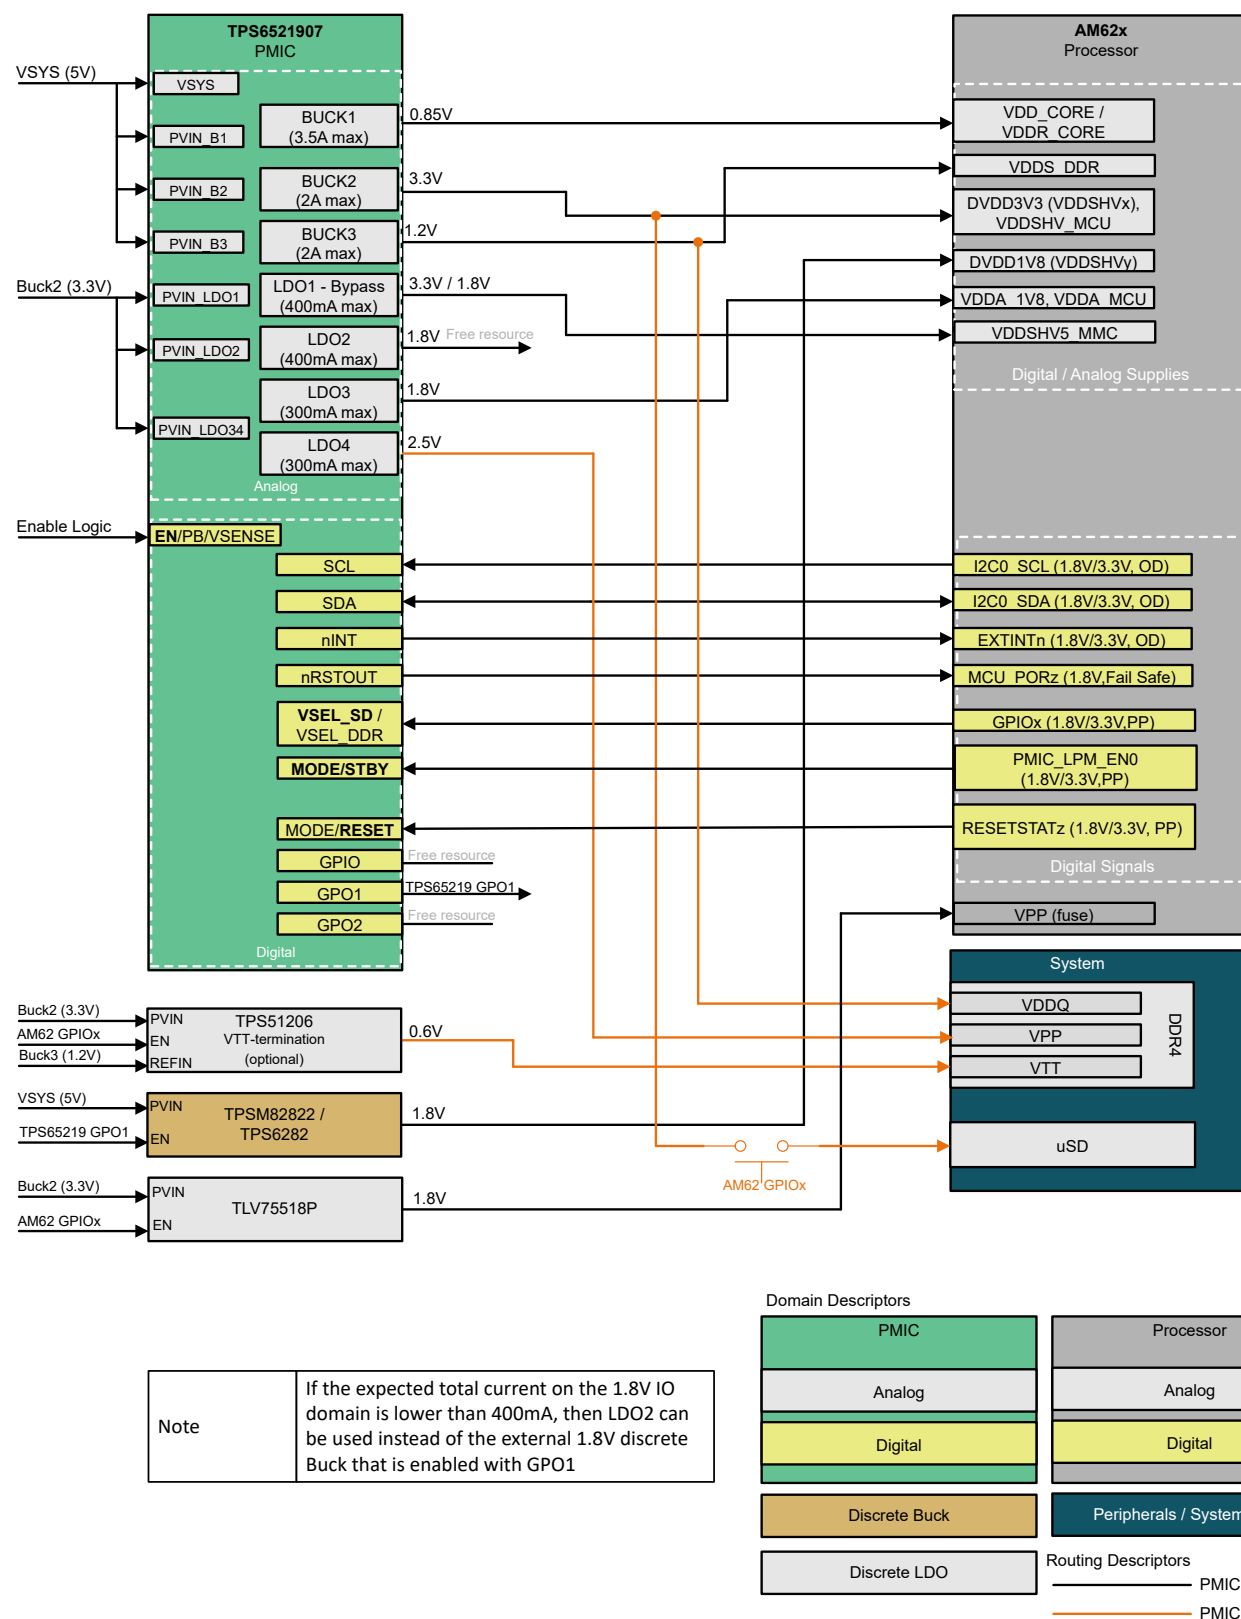 TPS6521907
PMIC
VSYS (5V)
VSYS
PVIN_B1
PVIN_B2
PVIN_B3
Buck2 (3.3V)
PVIN_LDO1
PVIN_LDO2
PVIN_LDO34
BUCK1
(3.5A max)
0.85V
BUCK2
(2A max)
3.3V
BUCK3
(2A max)
1.2V
LDO1 - Bypass
(400mA max)
3.3V / 1.8V
LDO2
(400mA max)
1.8V
Free resource
LDO3
(300mA max)
1.8V
LDO4
(300mA max)
2.5V
Analog
Enable Logic
EN/PB/VSENSE
SCL
SDA
nINT
nRSTOUT
VSEL_SD /
VSEL_DDR
MODE/STBY
MODE/RESET
GPIO
Free resource
GPO1
TPS65219 GPO1
GPO2
Free resource
Digital
AM62x
Processor
VDD_CORE /
VDDR_CORE
VDDS_DDR
DVDD3V3 (VDDSHVx),
VDDSHV_MCU
DVDD1V8 (VDDSHVy)
VDDA_1V8, VDDA_MCU
VDDSHV5_MMC
Digital / Analog Supplies
I2C0_SCL (1.8V/3.3V, OD)
I2C0_SDA (1.8V/3.3V, OD)
EXTINTn (1.8V/3.3V, OD)
MCU_PORz (1.8V,Fail Safe)
GPIOx (1.8V/3.3V,PP)
PMIC_LPM_EN0
(1.8V/3.3V,PP)
RESETSTATz (1.8V/3.3V, PP)
Digital Signals
VPP (fuse)
System
VDDQ
VPP
VTT
DDR4
uSD
Buck2 (3.3V)
AM62 GPIOx
Buck3 (1.2V)
PVIN
EN
REFIN
TPS51206
VTT-termination
(optional)
0.6V
VSYS (5V)
TPS65219 GPO1
PVIN
EN
TPSM82822 /
TPS6282
1.8V
AM62 GPIOx
Buck2 (3.3V)
AM62 GPIOx
PVIN
EN
TLV75518P
1.8V
Note
If the expected total current on the 1.8V IO
domain is lower than 400mA, then LDO2 can
be used instead of the external 1.8V discrete
Buck that is enabled with GPO1
Domain Descriptors
PMIC
Analog
Digital
Processor
Analog
Digital
Discrete Buck
Peripherals / System
Discrete LDO
Routing Descriptors
PMIC
PMIC